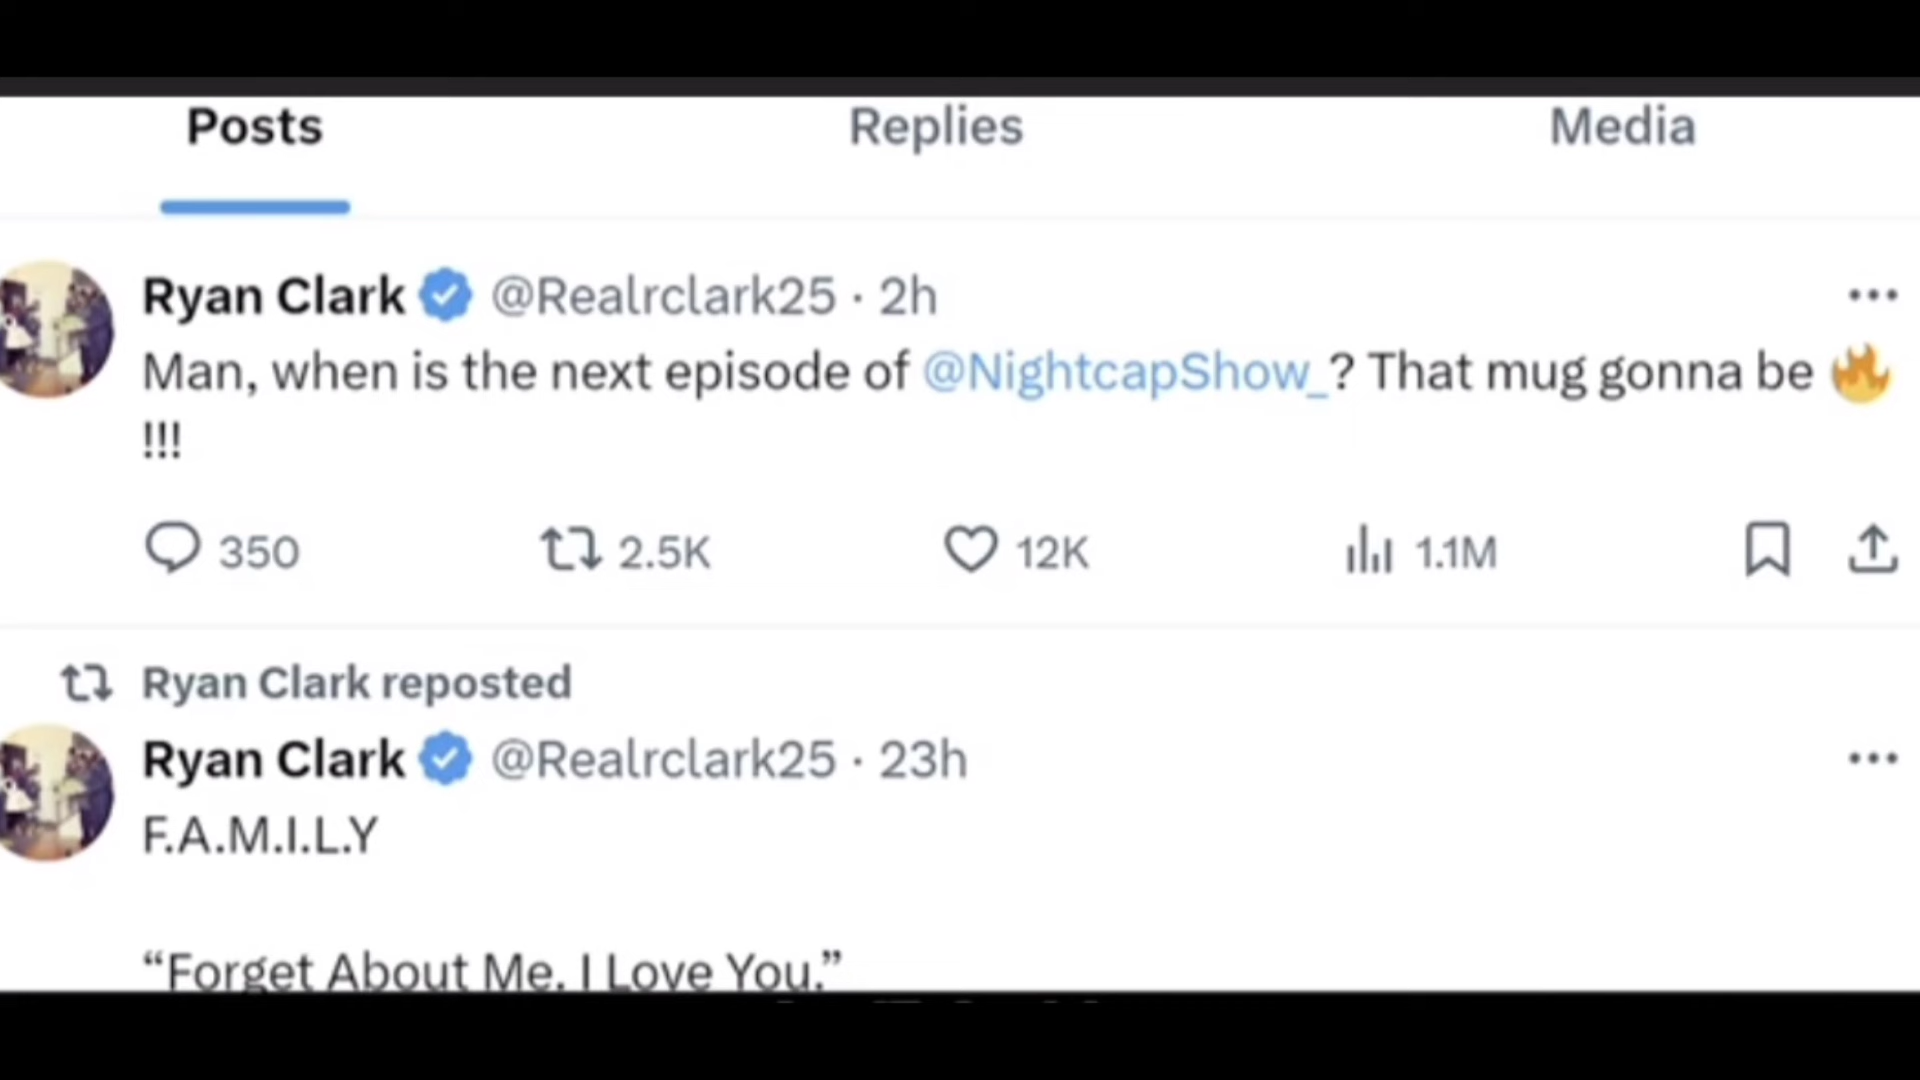 Posts Replies Media
Ryan Clark @Realrclark25 · 2h
Man, when is the next episode of @NightcapShow_? That mug gonna be 🔥
!!!
350 2.5K 12K 1.1M
Ryan Clark reposted
Ryan Clark @Realrclark25 · 23h
F.A.M.I.L.Y
“Forget About Me. I Love You.”